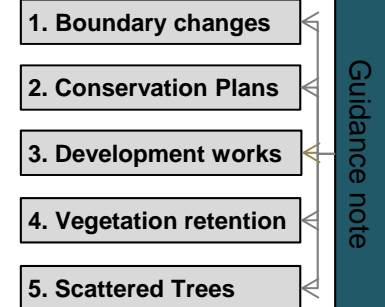 1. Boundary changes
2. Conservation Plans
3. Development works
4. Vegetation retention
5. Scattered Trees
Guidance note